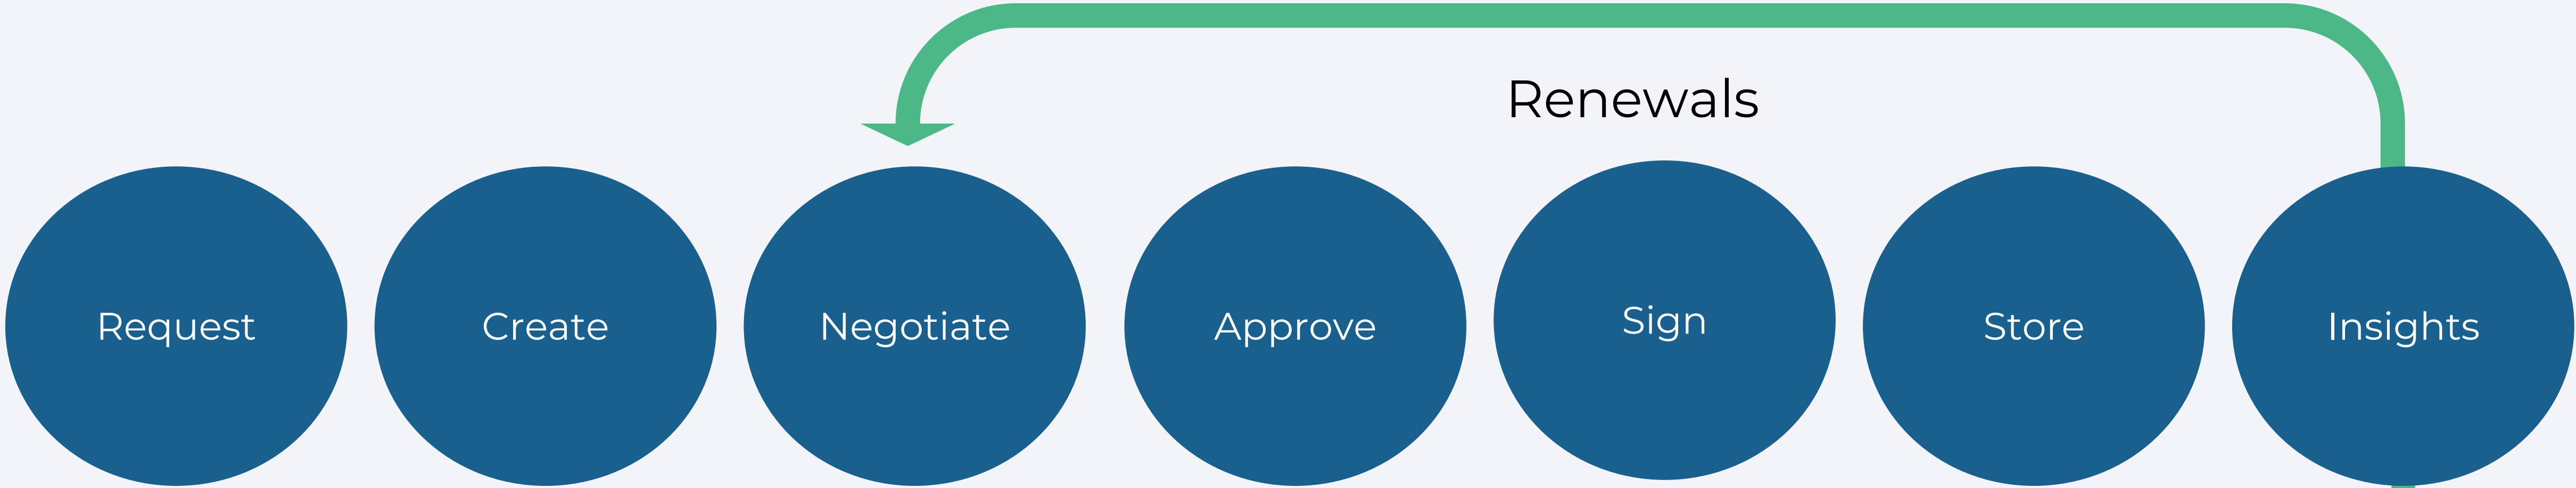 Renewals
Request
Create
Negotiate
Approve
Sign
Store
Insights